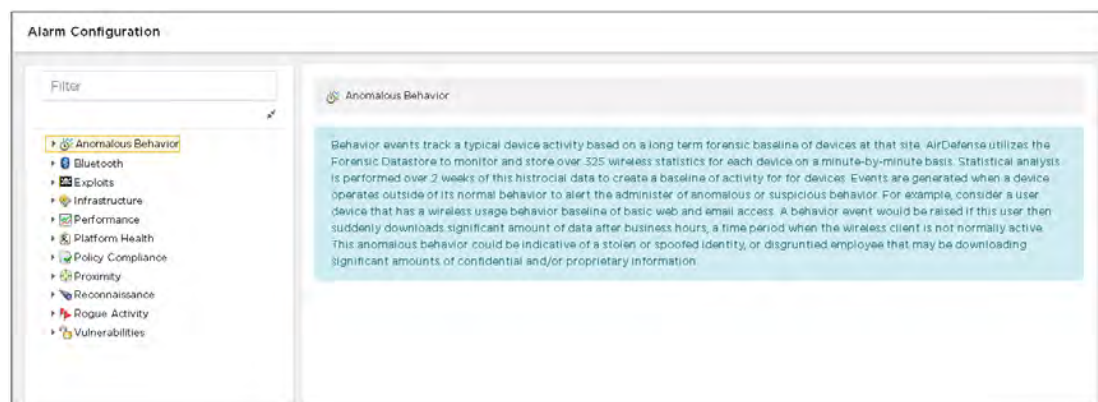 Alarm Configuration
Filter
Anomalous Behavior
Bluetooth
Exploits
Infrastructure
Performance
Platform Health
Policy Compliance
Proximity
Reconnaissance
Rogue Activity
Vulnerabilities
Anomalous Behavior
Behavior events track a typical device activity based on a long term forensic baseline of devices at that site. AirDefense utilizes the
Forensic Datastore to monitor and store over 325 wireless statistics for each device on a minute-by-minute basis. Statistical analysis
is performed over 2 weeks of this histrocial data to create a baseline of activity for for devices. Events are generated when a device
operates outside of its normal behavior to alert the administer of anomalous or suspicious behavior. For example, consider a user
device that has a wireless usage behavior baseline of basic web and email access. A behavior event would be raised if this user then
suddenly downloads significant amount of data after business hours, a time period when the wireless client is not normally active.
This anomalous behavior could be indicative of a stolen or spoofed identity, or disgruntled employee that may be downloading
significant amounts of confidential and/or proprietary information.